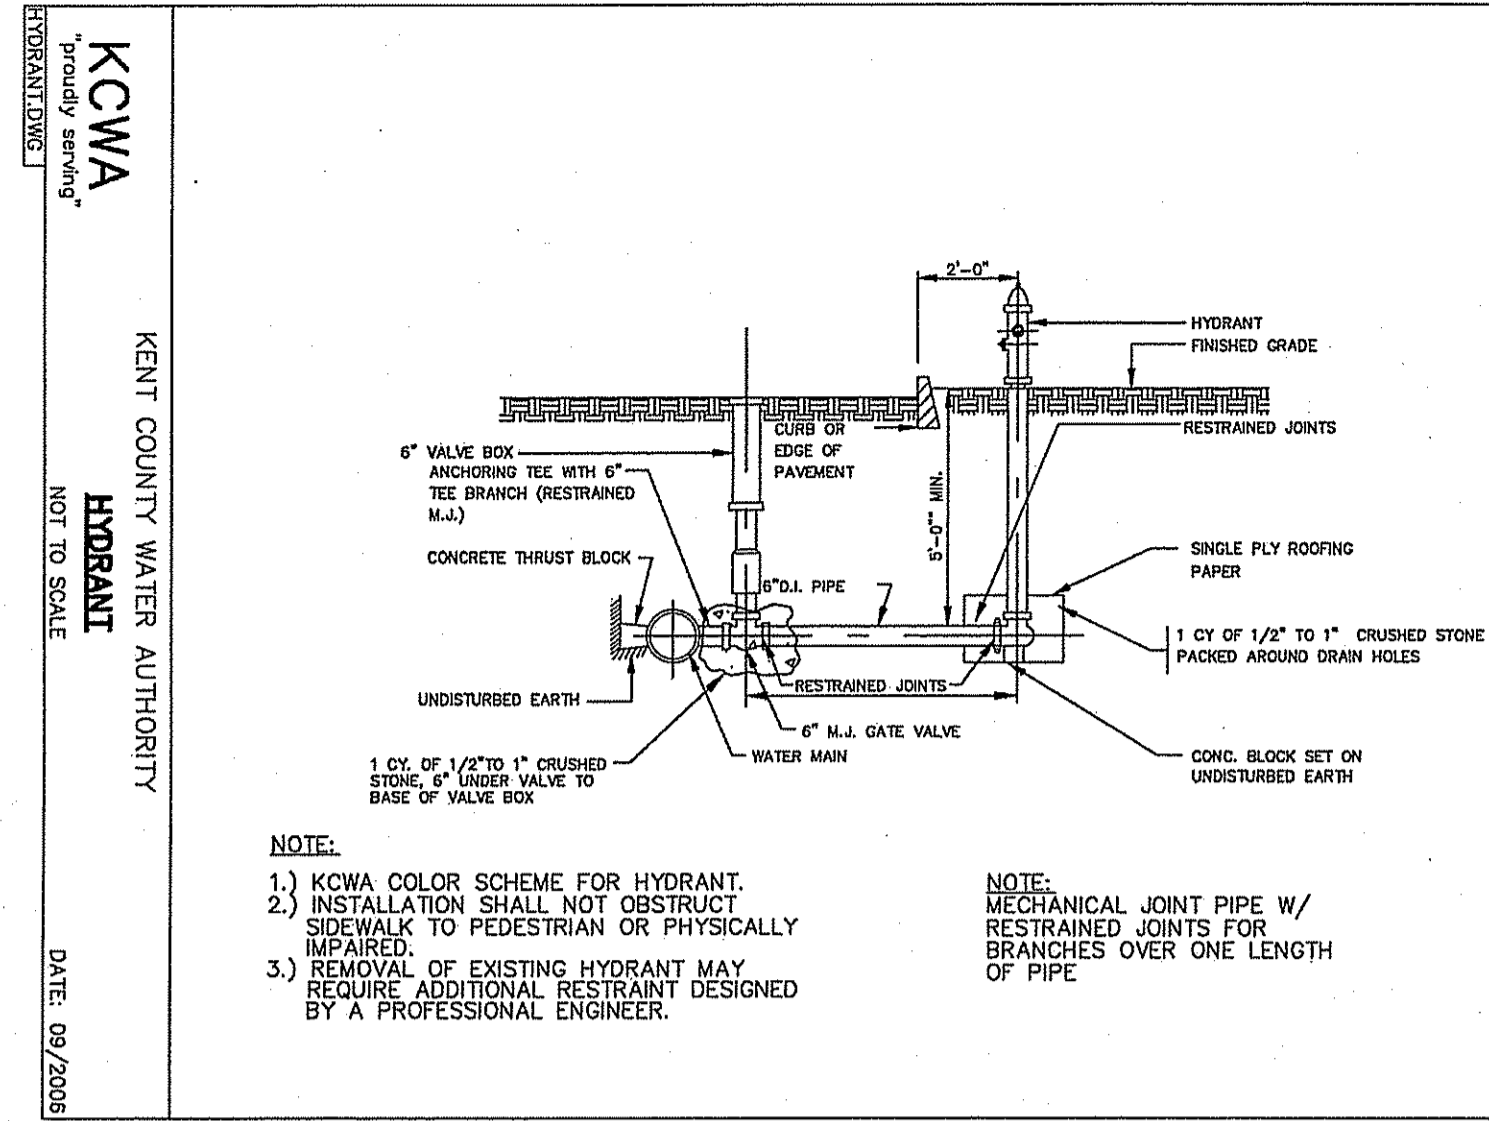 HYDRANT.DWG
KCWA
"proudly serving"
KENT COUNTY WATER AUTHORITY
HYDRANT
NOT TO SCALE
DATE: 09/2006
2'-0"
HYDRANT
FINISHED GRADE
RESTRAINED JOINTS
CURB OR
EDGE OF
PAVEMENT
6" VALVE BOX
ANCHORING TEE WITH 6"
TEE BRANCH (RESTRAINED
M.J.)
5'-0"" MIN.
CONCRETE THRUST BLOCK
6"D.I. PIPE
SINGLE PLY ROOFING
PAPER
1 CY OF 1/2" TO 1" CRUSHED STONE
PACKED AROUND DRAIN HOLES
UNDISTURBED EARTH
RESTRAINED JOINTS
6" M.J. GATE VALVE
WATER MAIN
1 CY. OF 1/2"TO 1" CRUSHED
STONE, 6" UNDER VALVE TO
BASE OF VALVE BOX
CONC. BLOCK SET ON
UNDISTURBED EARTH
NOTE:
1.) KCWA COLOR SCHEME FOR HYDRANT.
2.) INSTALLATION SHALL NOT OBSTRUCT
SIDEWALK TO PEDESTRIAN OR PHYSICALLY
IMPAIRED.
3.) REMOVAL OF EXISTING HYDRANT MAY
REQUIRE ADDITIONAL RESTRAINT DESIGNED
BY A PROFESSIONAL ENGINEER.
NOTE:
MECHANICAL JOINT PIPE W/
RESTRAINED JOINTS FOR
BRANCHES OVER ONE LENGTH
OF PIPE